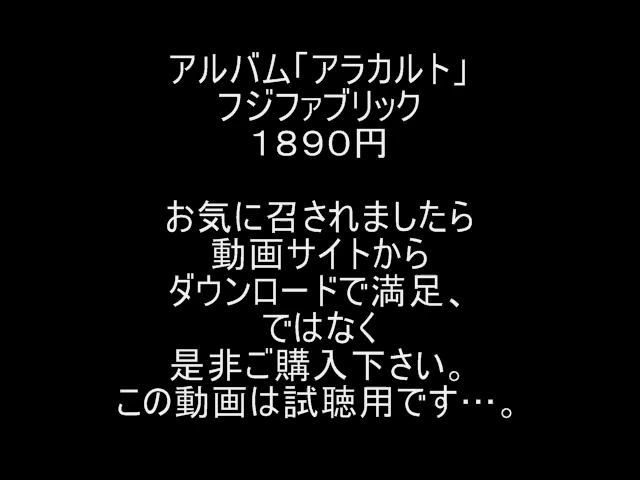 アルバム「アラカルト」
フジファブリック
１８９０円
お気に召されましたら
動画サイトから
ダウンロードで満足、
ではなく
是非ご購入下さい。
この動画は試聴用です…。